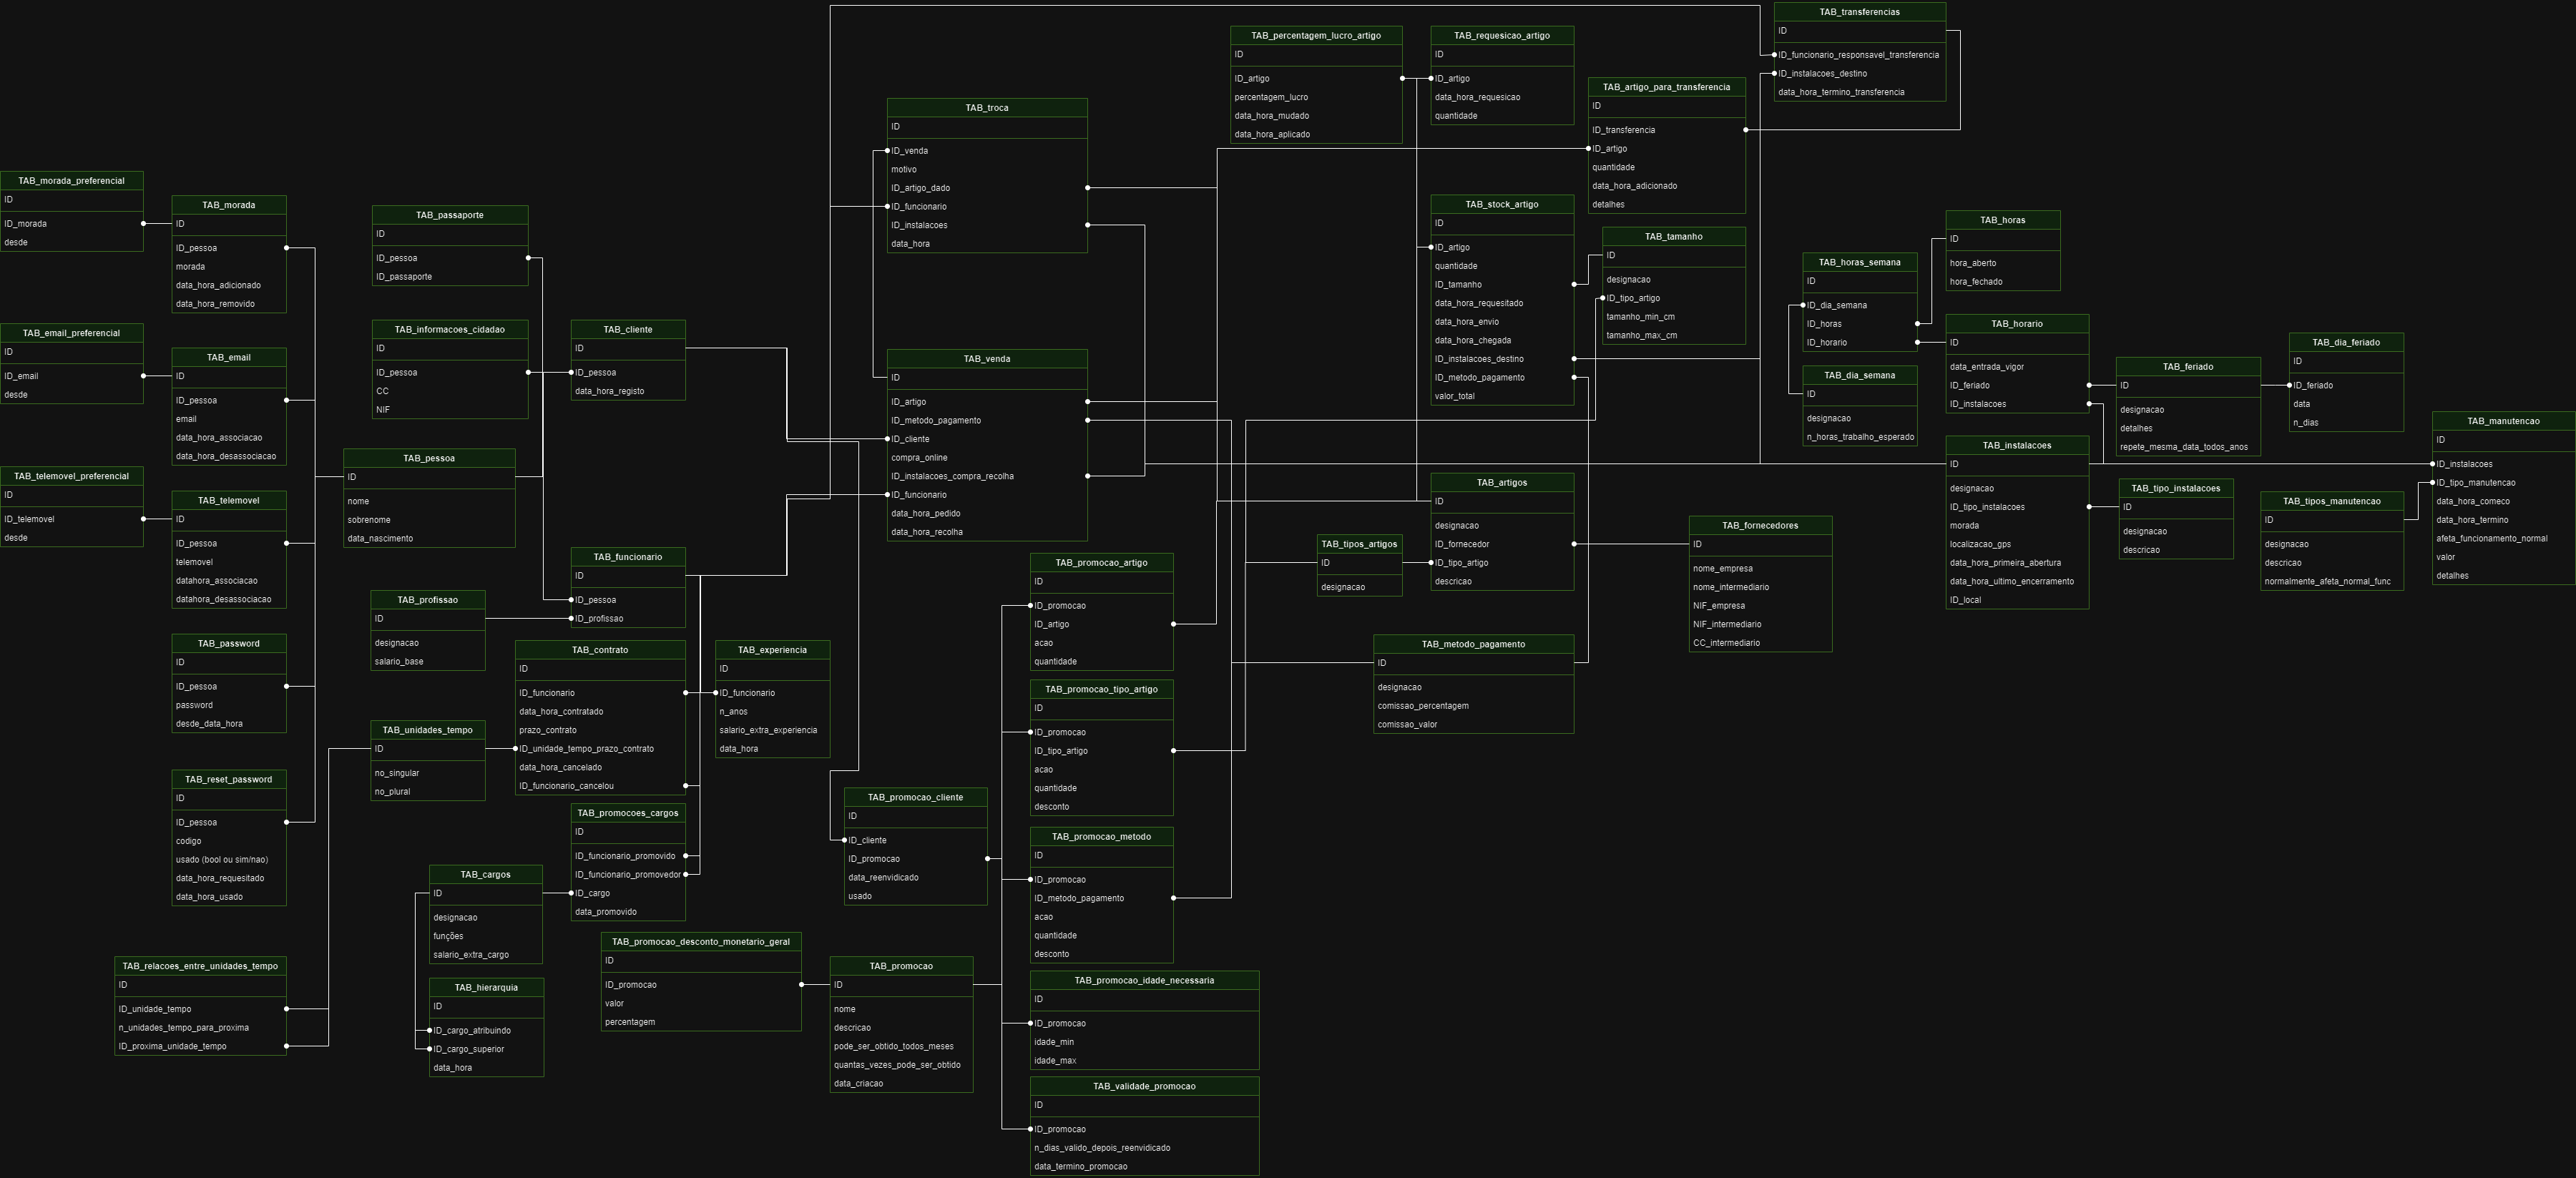 TAB_morada_preferencial
ID
ID_morada
desde
TAB_email_preferencial
ID
ID_email
desde
TAB_telemovel_preferencial
ID
ID_telemovel
desde
TAB_morada
ID
ID_pessoa
morada
data_hora_adicionado
data_hora_removido
TAB_email
ID
ID_pessoa
email
data_hora_associacao
data_hora_desassociacao
TAB_telemovel
ID
ID_pessoa
telemovel
datahora_associacao
datahora_desassociacao
TAB_password
ID
ID_pessoa
password
desde_data_hora
TAB_reset_password
ID
ID_pessoa
codigo
usado (bool ou sim/nao)
data_hora_requesitado
data_hora_usado
TAB_relacoes_entre_unidades_tempo
ID
ID_unidade_tempo
n_unidades_tempo_para_proxima
ID_proxima_unidade_tempo
TAB_passaporte
ID
ID_pessoa
ID_passaporte
TAB_informacoes_cidadao
ID
ID_pessoa
CC
NIF
TAB_pessoa
ID
nome
sobrenome
data_nascimento
TAB_profissao
ID
designacao
salario_base
TAB_unidades_tempo
ID
no_singular
no_plural
TAB_cargos
ID
designacao
funções
salario_extra_cargo
TAB_hierarquia
ID
ID_cargo_atribuindo
ID_cargo_superior
data_hora
TAB_cliente
ID
ID_pessoa
data_hora_registo
TAB_funcionario
ID
ID_pessoa
ID_profissao
TAB_contrato
ID
ID_funcionario
data_hora_contratado
prazo_contrato
ID_unidade_tempo_prazo_contrato
data_hora_cancelado
ID_funcionario_cancelou
TAB_promocoes_cargos
ID
ID_funcionario_promovido
ID_funcionario_promovedor
ID_cargo
data_promovido
TAB_experiencia
ID
ID_funcionario
n_anos
salario_extra_experiencia
data_hora
TAB_promocao_desconto_monetario_geral
ID
ID_promocao
valor
percentagem
TAB_troca
ID
ID_venda
motivo
ID_artigo_dado
ID_funcionario
ID_instalacoes
data_hora
TAB_venda
ID
ID_artigo
ID_metodo_pagamento
ID_cliente
compra_online
ID_instalacoes_compra_recolha
ID_funcionario
data_hora_pedido
data_hora_recolha
TAB_promocao_cliente
ID
ID_cliente
ID_promocao
data_reenvidicado
usado
TAB_promocao
ID
nome
descricao
pode_ser_obtido_todos_meses
quantas_vezes_pode_ser_obtido
data_criacao
TAB_promocao_artigo
ID
ID_promocao
ID_artigo
acao
quantidade
TAB_promocao_tipo_artigo
ID
ID_promocao
ID_tipo_artigo
acao
quantidade
desconto
TAB_promocao_metodo
ID
ID_promocao
ID_metodo_pagamento
acao
quantidade
desconto
TAB_promocao_idade_necessaria
ID
ID_promocao
idade_min
idade_max
TAB_validade_promocao
ID
ID_promocao
n_dias_valido_depois_reenvidicado
data_termino_promocao
TAB_percentagem_lucro_artigo
ID
ID_artigo
percentagem_lucro
data_hora_mudado
data_hora_aplicado
TAB_requesicao_artigo
ID
ID_artigo
data_hora_requesicao
quantidade
TAB_artigo_para_transferencia
ID
ID_transferencia
ID_artigo
quantidade
data_hora_adicionado
detalhes
TAB_transferencias
ID
ID_funcionario_responsavel_transferencia
ID_instalacoes_destino
data_hora_termino_transferencia
TAB_stock_artigo
ID
ID_artigo
quantidade
ID_tamanho
data_hora_requesitado
data_hora_envio
data_hora_chegada
ID_instalacoes_destino
ID_metodo_pagamento
valor_total
TAB_tamanho
ID
designacao
ID_tipo_artigo
tamanho_min_cm
tamanho_max_cm
TAB_artigos
ID
designacao
ID_fornecedor
ID_tipo_artigo
descricao
TAB_tipos_artigos
ID
designacao
TAB_metodo_pagamento
ID
designacao
comissao_percentagem
comissao_valor
TAB_fornecedores
ID
nome_empresa
nome_intermediario
NIF_empresa
NIF_intermediario
CC_intermediario
TAB_horas
ID
hora_aberto
hora_fechado
TAB_horas_semana
ID
ID_dia_semana
ID_horas
ID_horario
TAB_dia_semana
ID
designacao
n_horas_trabalho_esperado
TAB_horario
ID
data_entrada_vigor
ID_feriado
ID_instalacoes
TAB_instalacoes
ID
designacao
ID_tipo_instalacoes
morada
localizacao_gps
data_hora_primeira_abertura
data_hora_ultimo_encerramento
ID_local
TAB_feriado
ID
designacao
detalhes
repete_mesma_data_todos_anos
TAB_dia_feriado
ID
ID_feriado
data
n_dias
TAB_tipo_instalacoes
ID
designacao
descricao
TAB_tipos_manutencao
ID
designacao
descricao
normalmente_afeta_normal_func
TAB_manutencao
ID
ID_instalacoes
ID_tipo_manutencao
data_hora_comeco
data_hora_termino
afeta_funcionamento_normal
valor
detalhes